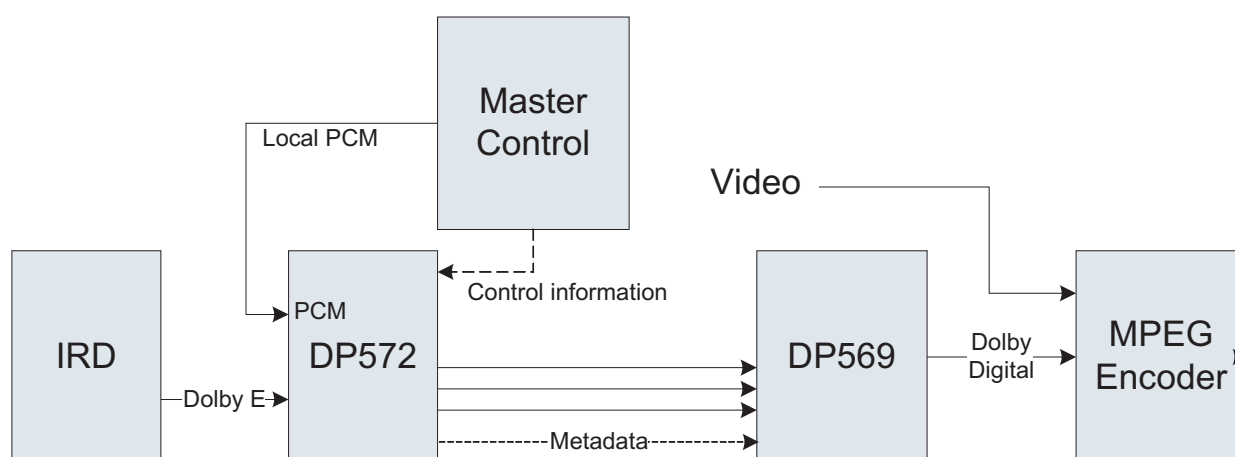 Master
Control
Local PCM
Video
Control information
PCM
IRD
DP572
DP569
Dolby
Digital
MPEG
Encoder
Dolby E
Metadata